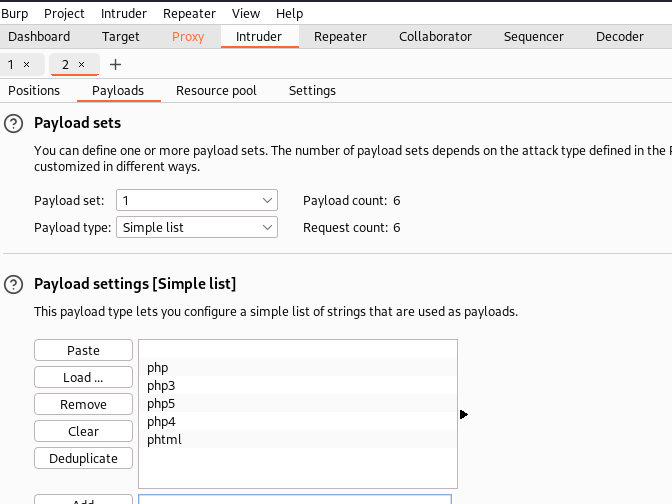 Burp Project Intruder Repeater View Help
Dashboard Target Proxy Intruder Repeater Collaborator Sequencer Decoder
1 × 2 × +
Positions Payloads Resource pool Settings
? Payload sets
You can define one or more payload sets. The number of payload sets depends on the attack type defined in the P
customized in different ways.
Payload set: 1 Payload count: 6
Payload type: Simple list Request count: 6
? Payload settings [Simple list]
This payload type lets you configure a simple list of strings that are used as payloads.
Paste
Load ...
Remove
Clear
Deduplicate
Add
php
php3
php5
php4
phtml